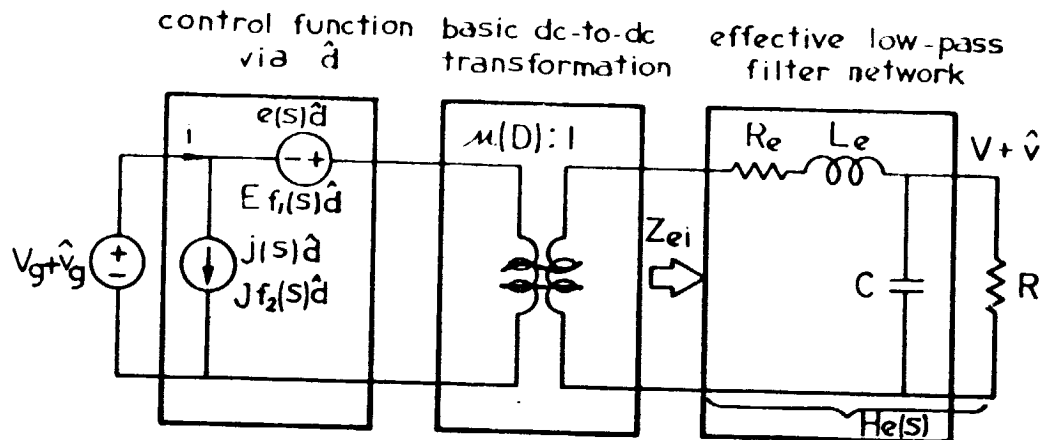 control function
via d̂
basic dc-to-dc
transformation
effective low-pass
filter network
e(s)d̂
- +
E f₁(s)d̂
i
μ(D):1
Re
Le
V + v̂
Vg+v̂g
+
-
j(s)d̂
J f₂(s)d̂
Zei
C
R
He(s)